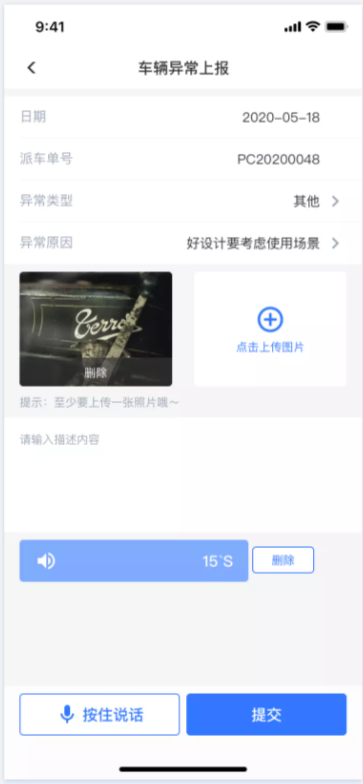 9:41
车辆异常上报
日期 2020-05-18
派车单号 PC20200048
异常类型 其他
异常原因 好设计要考虑使用场景
删除
点击上传图片
提示：至少要上传一张照片哦～
请输入描述内容
15`S 删除
按住说话 提交